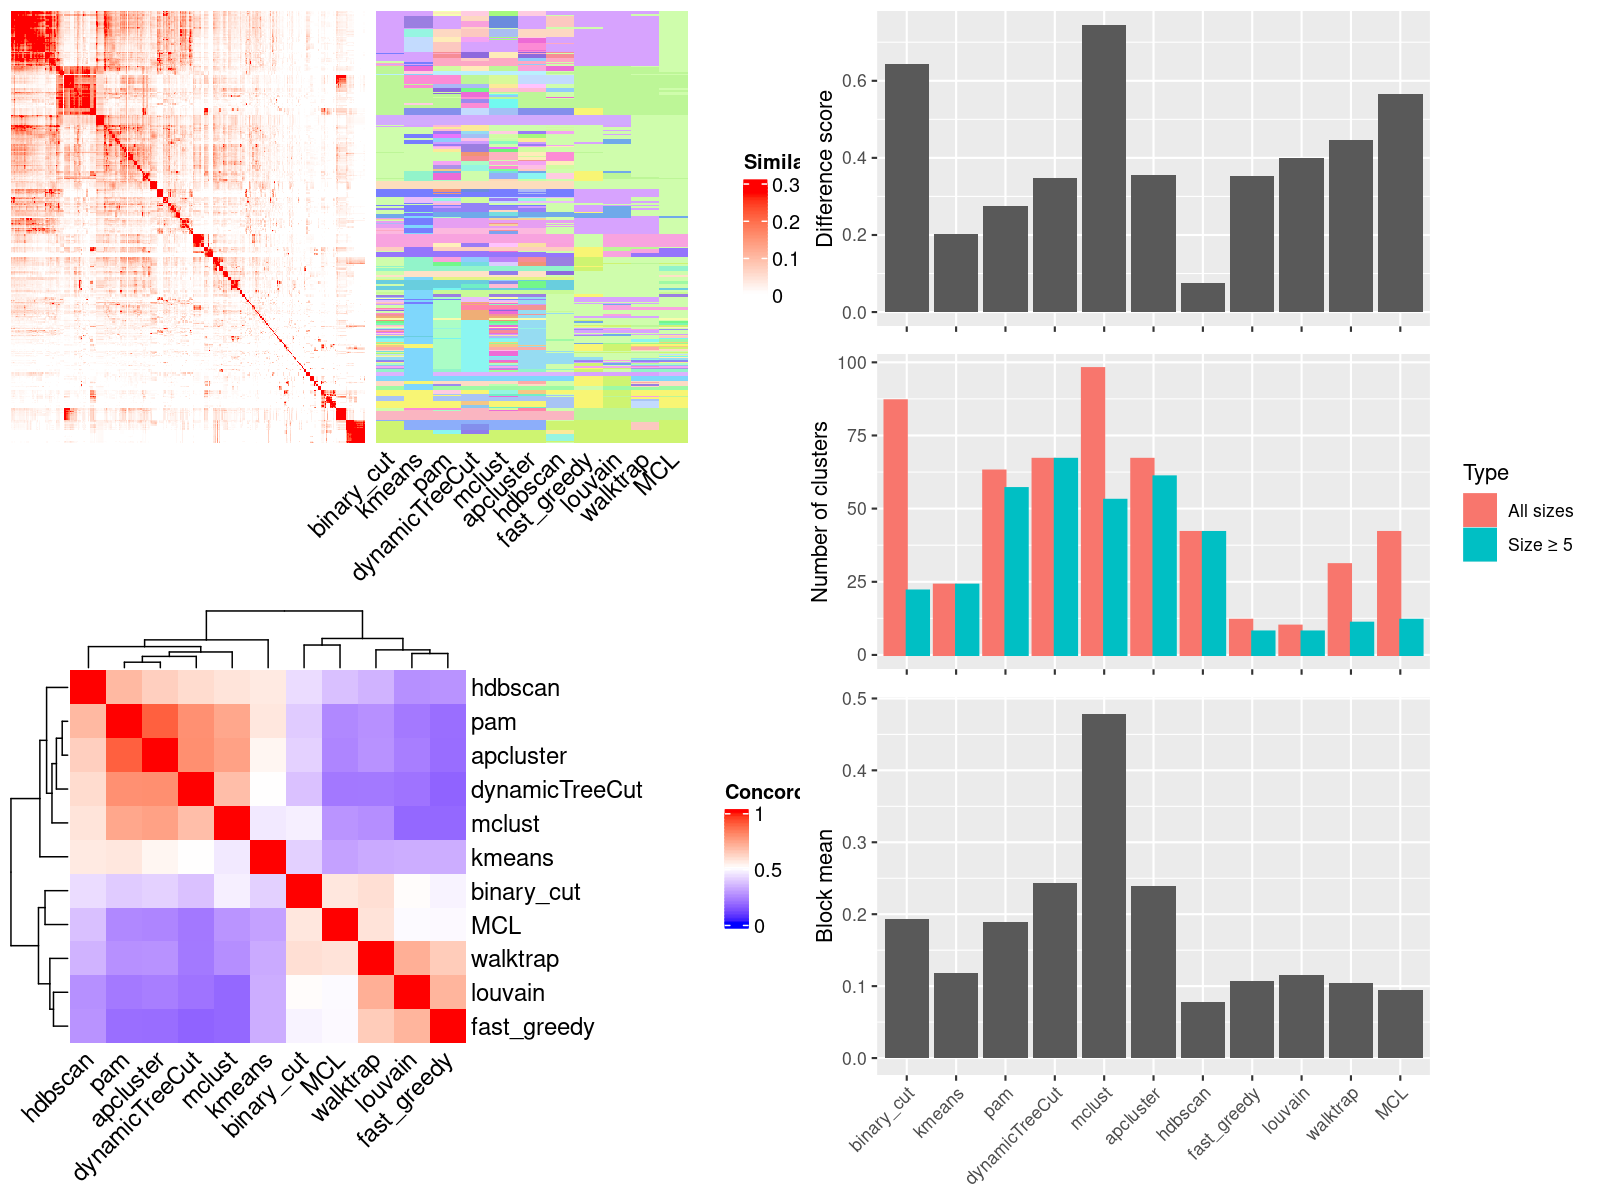 Simila
0.3
0.2
0.1
0
binary_cut
kmeans
pam
dynamicTreeCut
mclust
apcluster
hdbscan
fast_greedy
louvain
walktrap
MCL
hdbscan
pam
apcluster
dynamicTreeCut
mclust
kmeans
binary_cut
MCL
walktrap
louvain
fast_greedy
Concord
1
0.5
0
hdbscan
pam
apcluster
dynamicTreeCut
mclust
kmeans
binary_cut
MCL
walktrap
louvain
fast_greedy
Difference score
0.6
0.4
0.2
0.0
Number of clusters
100
75
50
25
0
Type
All sizes
Size ≥ 5
Block mean
0.5
0.4
0.3
0.2
0.1
0.0
binary_cut
kmeans
pam
dynamicTreeCut
mclust
apcluster
hdbscan
fast_greedy
louvain
walktrap
MCL